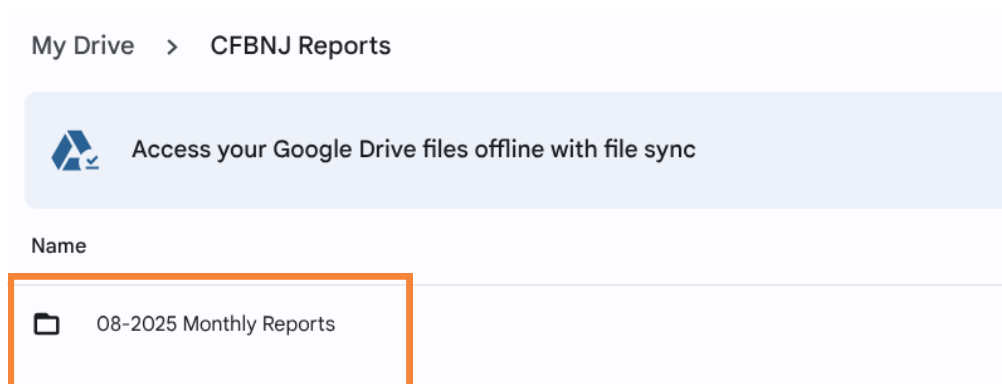 My Drive > CFBNJ Reports
Access your Google Drive files offline with file sync
Name
08-2025 Monthly Reports